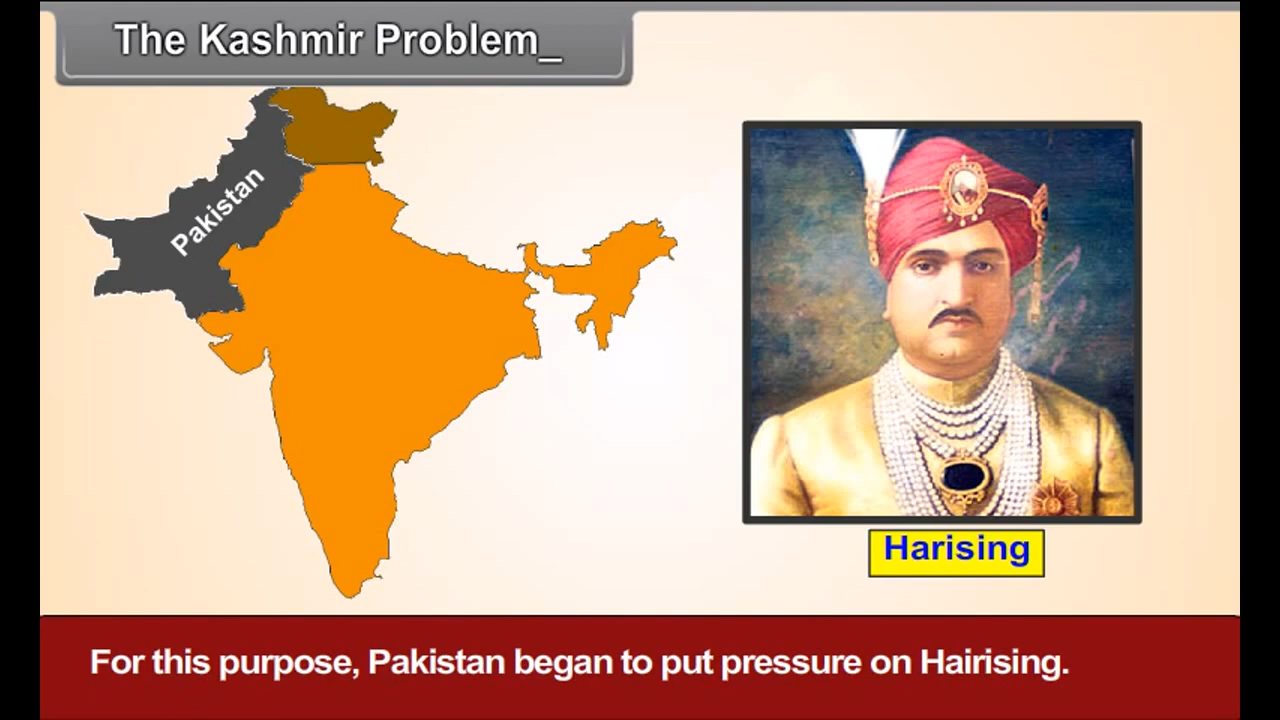 The Kashmir Problem_
Pakistan
Harising
For this purpose, Pakistan began to put pressure on Hairising.